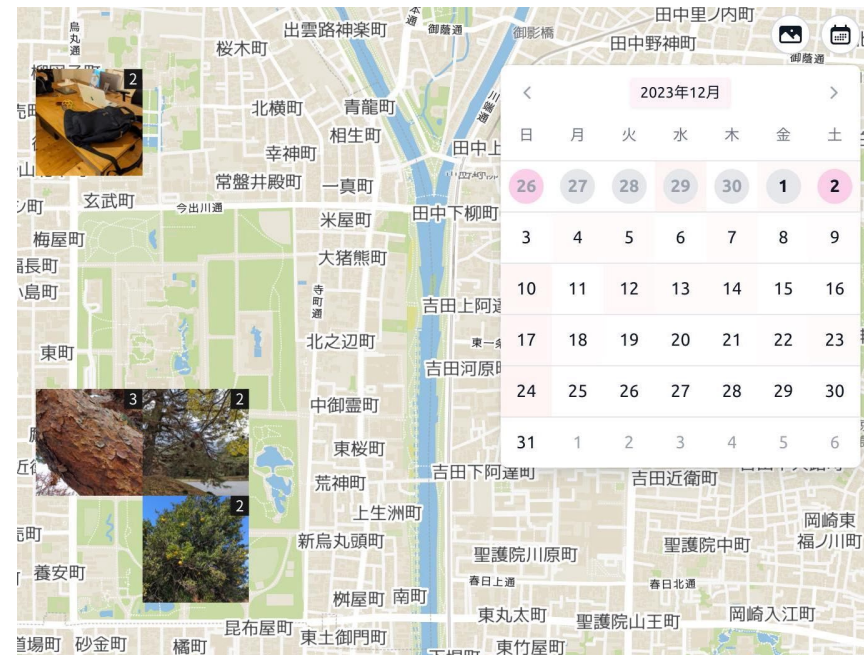 田中里ノ内町
出雲路神楽町
御蔭通
御影橋
烏丸通
桜木町
田中野神町
御蔭通
2
北横町
青龍町
川端通
相生町
幸神町
常盤井殿町
一真町
玄武町
今出川通
米屋町
田中下柳町
梅屋町
大猪熊町
寺町通
吉田上阿達
北之辺町
東町
吉田河原町
3
2
中御霊町
東桜町
荒神町
吉田下阿達町
吉田近衛町
2
上生洲町
新烏丸頭町
聖護院川原町
聖護院中町
岡崎東
福ノ川町
養安町
春日上通
春日北通
桝屋町
南町
東丸太町
聖護院山王町
岡崎入江町
昆布屋町
東土御門町
道場町
砂金町
橘町
東竹屋町
2023年12月
日 月 火 水 木 金 土
26 27 28 29 30 1 2
3 4 5 6 7 8 9
10 11 12 13 14 15 16
17 18 19 20 21 22 23
24 25 26 27 28 29 30
31 1 2 3 4 5 6